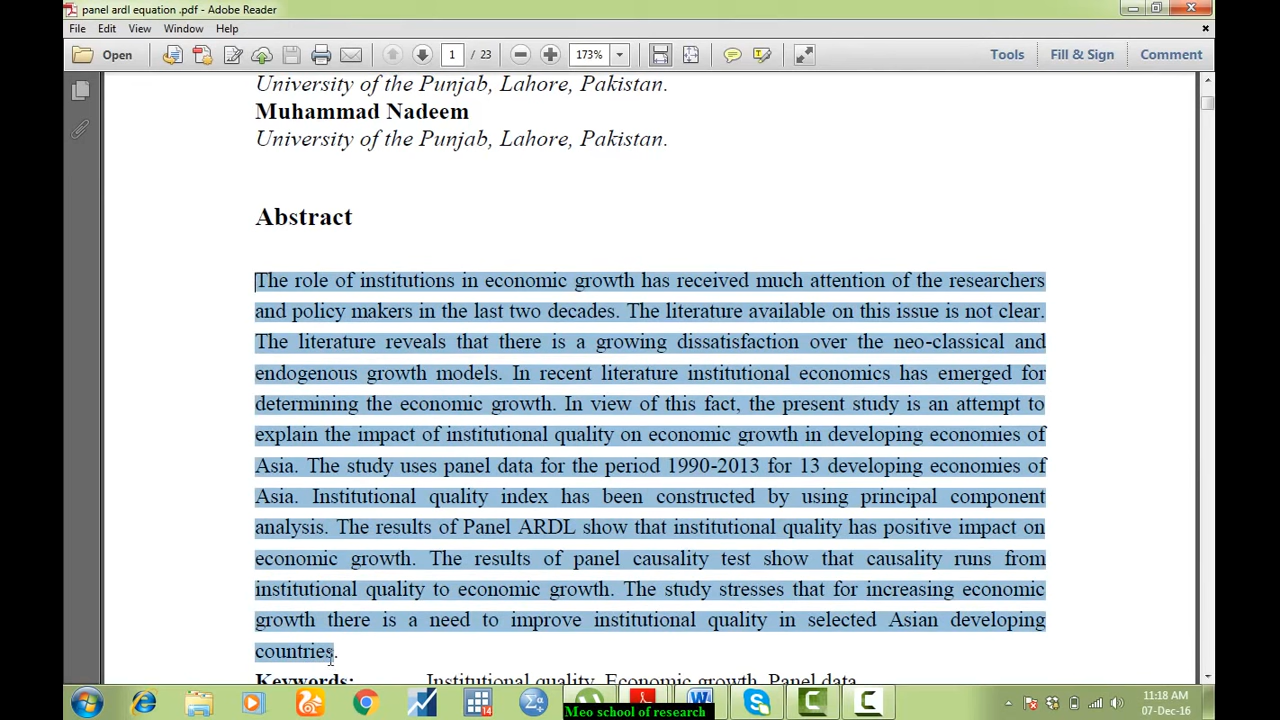 panel ardl equation .pdf - Adobe Reader
File Edit View Window Help
Open 1 / 23 173% Tools Fill & Sign Comment
University of the Punjab, Lahore, Pakistan.
Muhammad Nadeem
University of the Punjab, Lahore, Pakistan.
Abstract
The role of institutions in economic growth has received much attention of the researchers
and policy makers in the last two decades. The literature available on this issue is not clear.
The literature reveals that there is a growing dissatisfaction over the neo-classical and
endogenous growth models. In recent literature institutional economics has emerged for
determining the economic growth. In view of this fact, the present study is an attempt to
explain the impact of institutional quality on economic growth in developing economies of
Asia. The study uses panel data for the period 1990-2013 for 13 developing economies of
Asia. Institutional quality index has been constructed by using principal component
analysis. The results of Panel ARDL show that institutional quality has positive impact on
economic growth. The results of panel causality test show that causality runs from
institutional quality to economic growth. The study stresses that for increasing economic
growth there is a need to improve institutional quality in selected Asian developing
countries.
Keywords: Institutional quality, Economic growth, Panel data
14
Meo school of research
11:18 AM
07-Dec-16